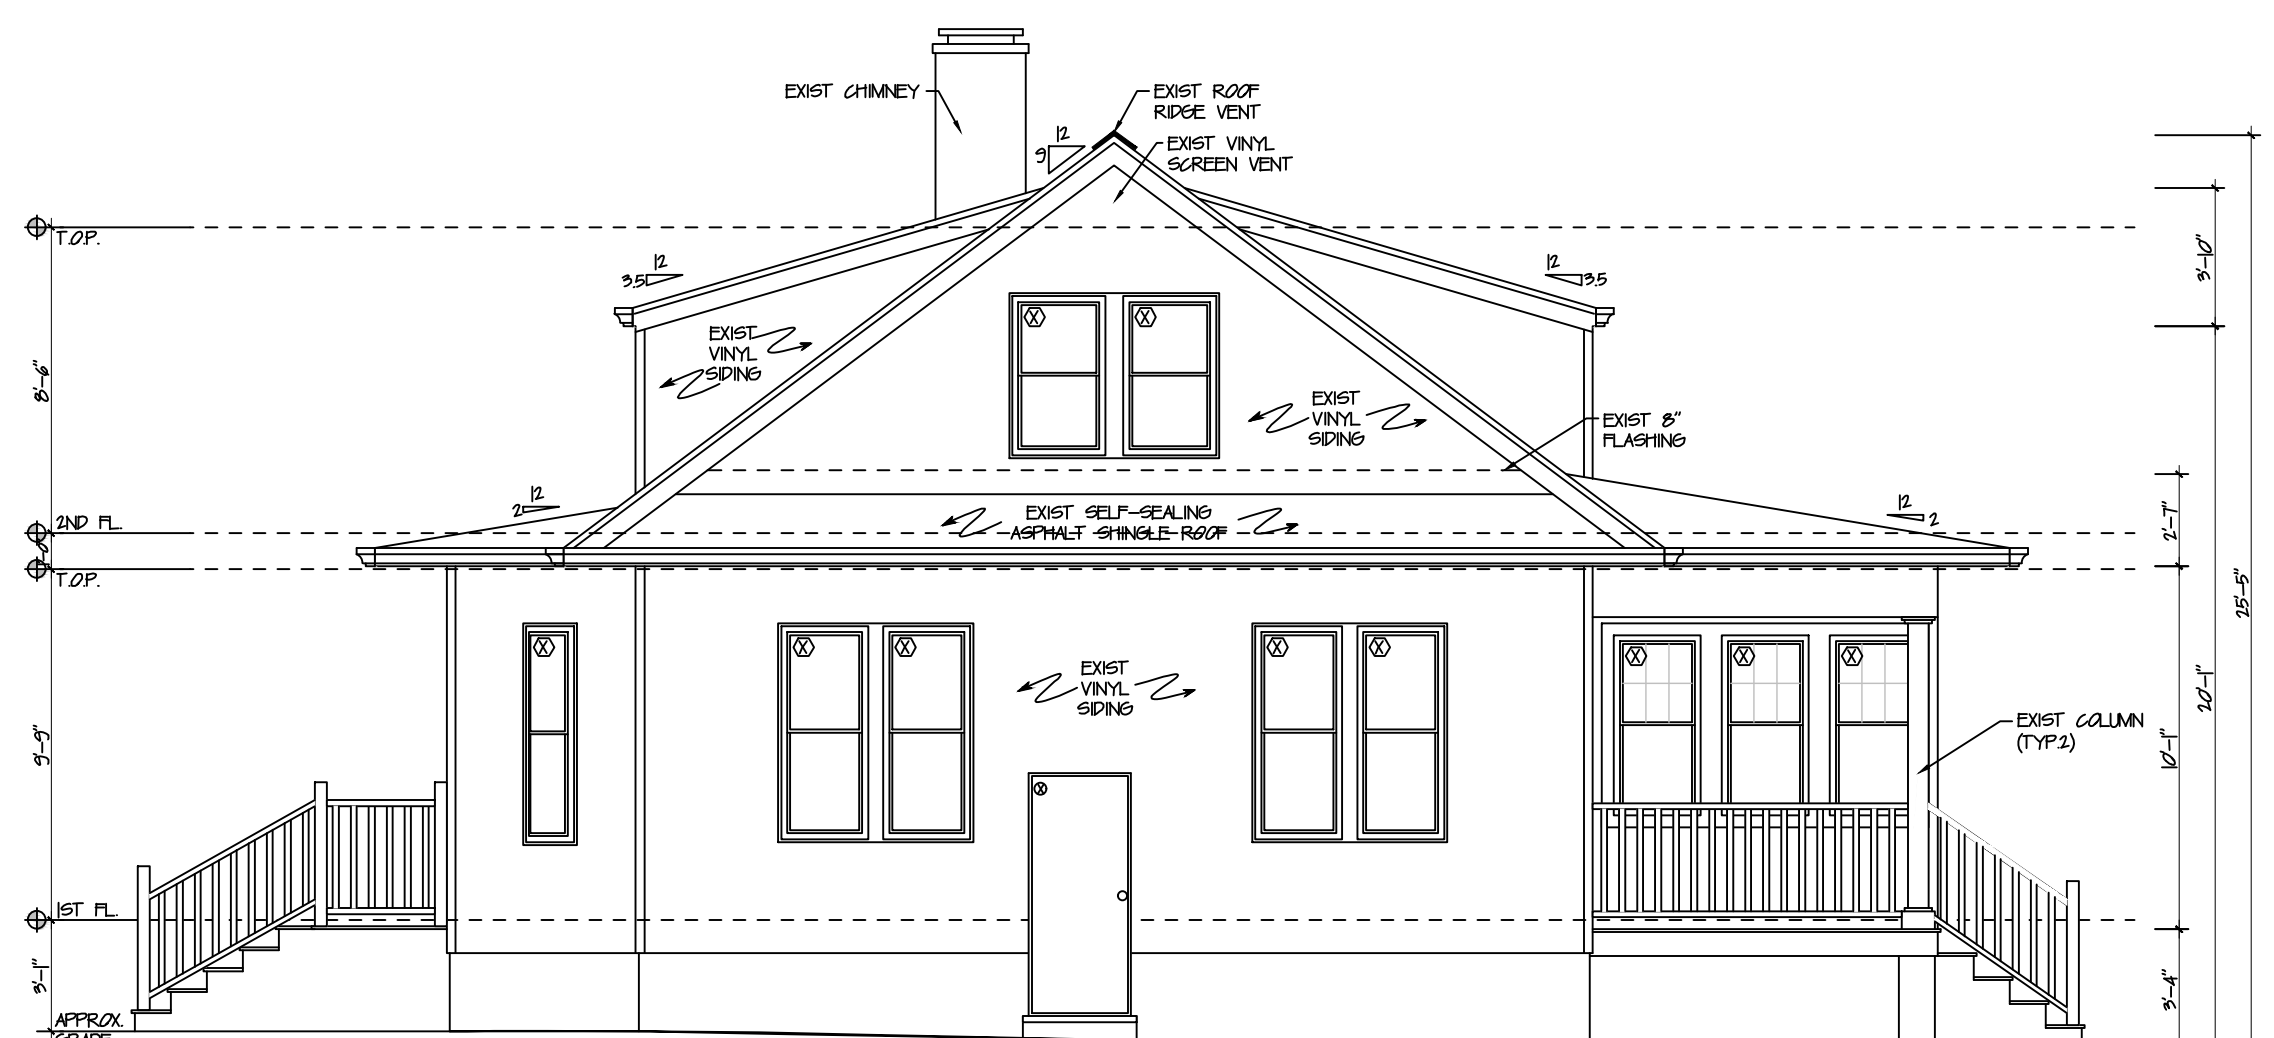 EXIST CHIMNEY
EXIST ROOF
RIDGE VENT
EXIST VINYL
SCREEN VENT
12
9
T.O.P.
12
3.5
12
3.5
3'-10"
EXIST
VINYL
SIDING
8'-6"
EXIST
VINYL
SIDING
EXIST 8"
FLASHING
12
2
12
2
2ND FL.
EXIST SELF-SEALING
ASPHALT SHINGLE ROOF
2'-7"
T.O.P.
25'-5"
X
X
X
X
X
X
X
X
X
X
EXIST
VINYL
SIDING
20'-1"
EXIST COLUMN
(TYP.2)
9'-9"
10'-1"
X
1ST FL.
3'-1"
3'-4"
APPROX.